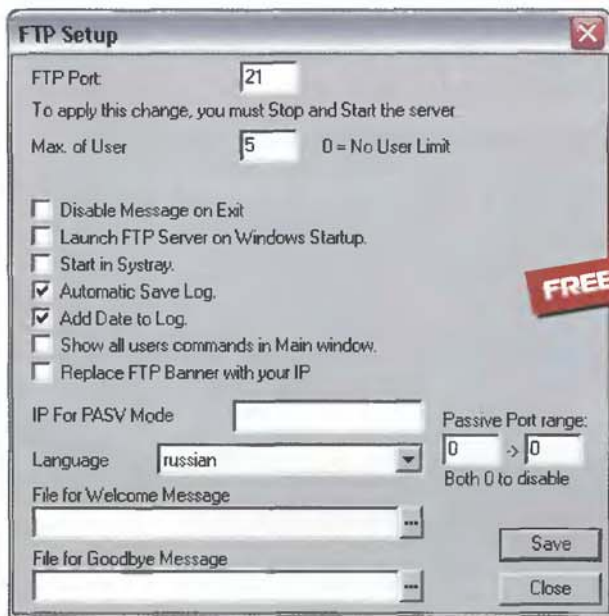 FTP Setup
FTP Port: 21
To apply this change, you must Stop and Start the server
Max. of User 5 0 = No User Limit
Disable Message on Exit
Launch FTP Server on Windows Startup.
Start in Systray.
Automatic Save Log.
FREE
Add Date to Log.
Show all users commands in Main window.
Replace FTP Banner with your IP
IP For PASV Mode
Passive Port range:
0 -> 0
Language russian
Both 0 to disable
File for Welcome Message
...
Save
File for Goodbye Message
...
Close